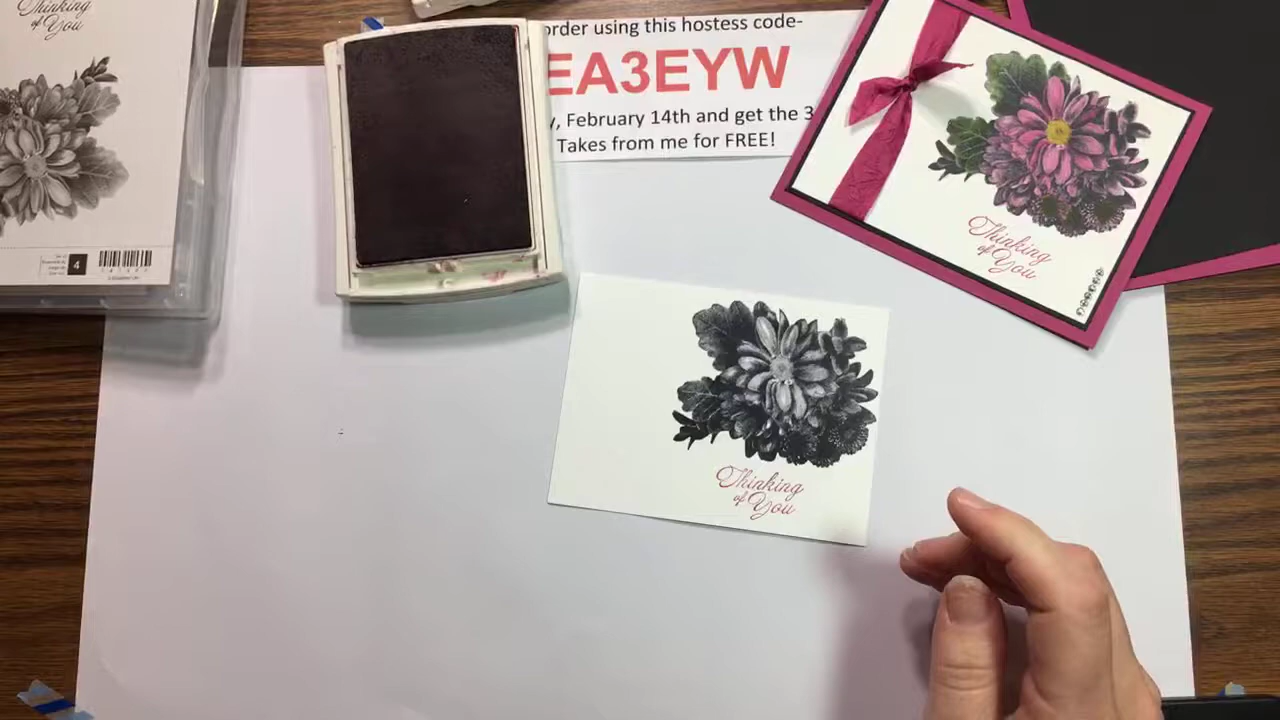 Thinking
of You
4
order using this hostess code-
EA3EYW
y, February 14th and get the 3
Takes from me for FREE!
Thinking
of You
Thinking
of You